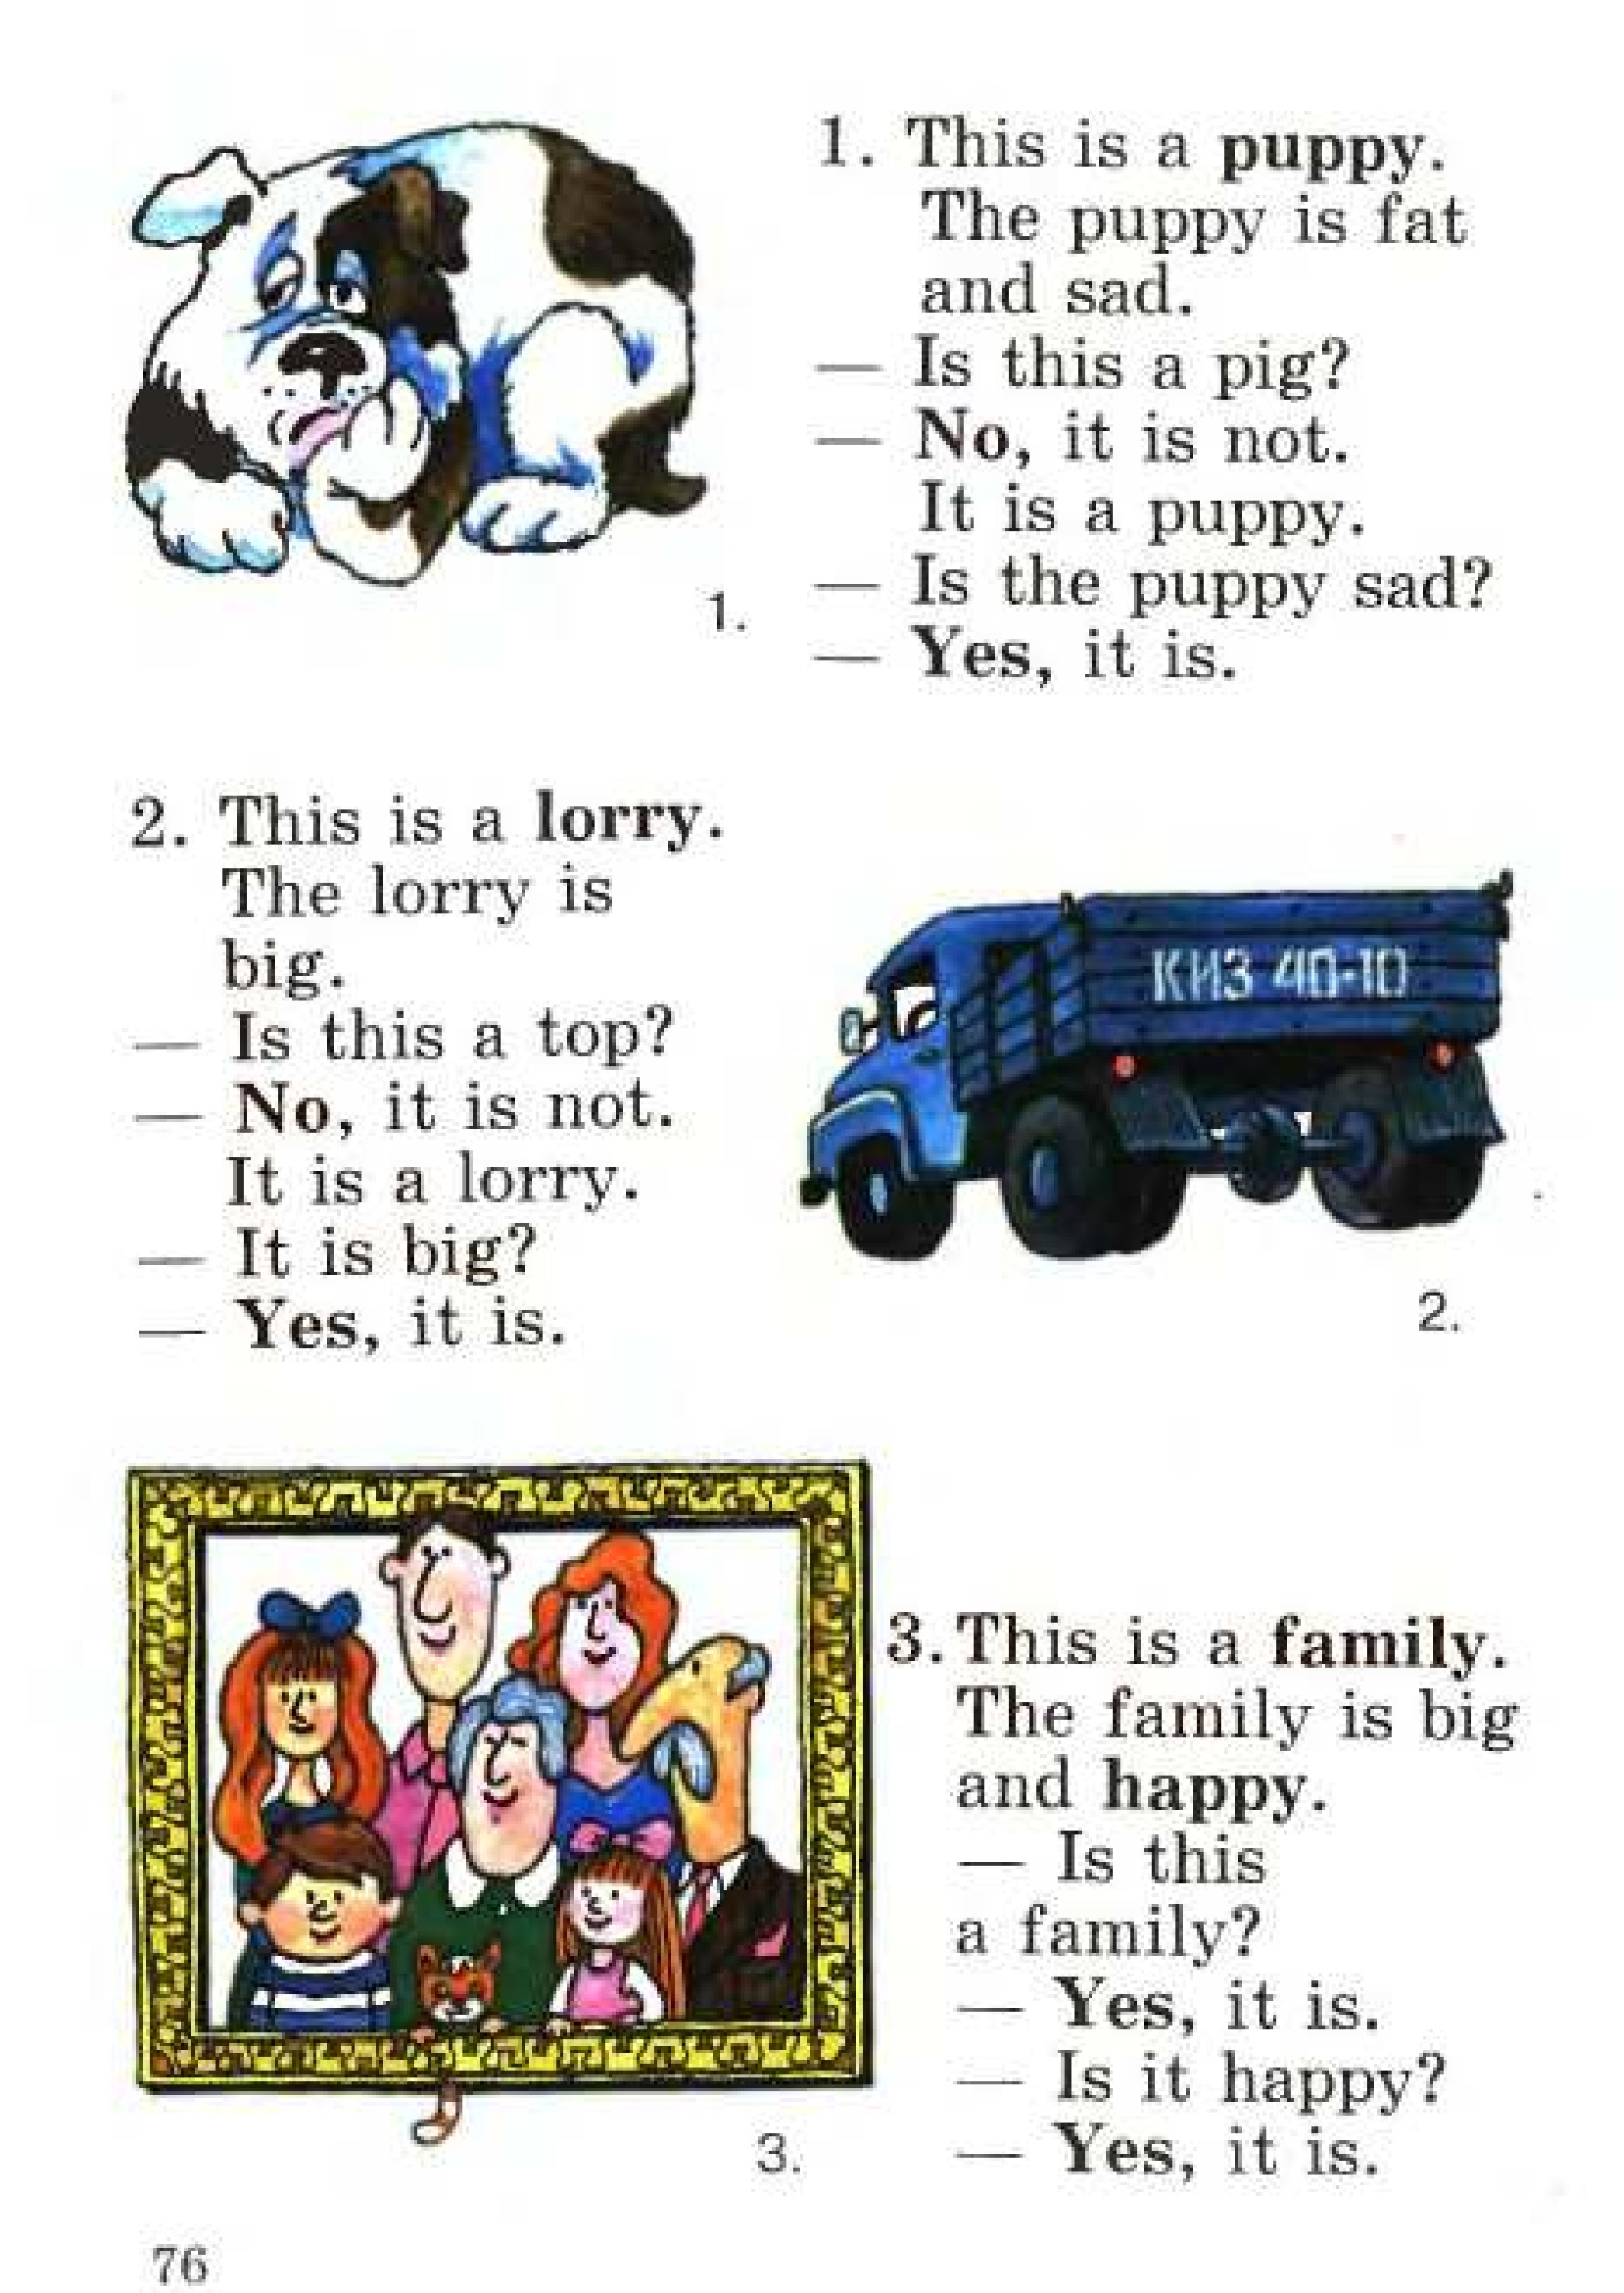 1. This is a puppy.
The puppy is fat
and sad.
— Is this a pig?
— No, it is not.
It is a puppy.
— Is the puppy sad?
— Yes, it is.
1.
2. This is a lorry.
The lorry is
big.
— Is this a top?
— No, it is not.
It is a lorry.
— It is big?
— Yes, it is.
КИЗ 40-10
2.
3. This is a family.
The family is big
and happy.
— Is this
a family?
— Yes, it is.
— Is it happy?
— Yes, it is.
3.
76